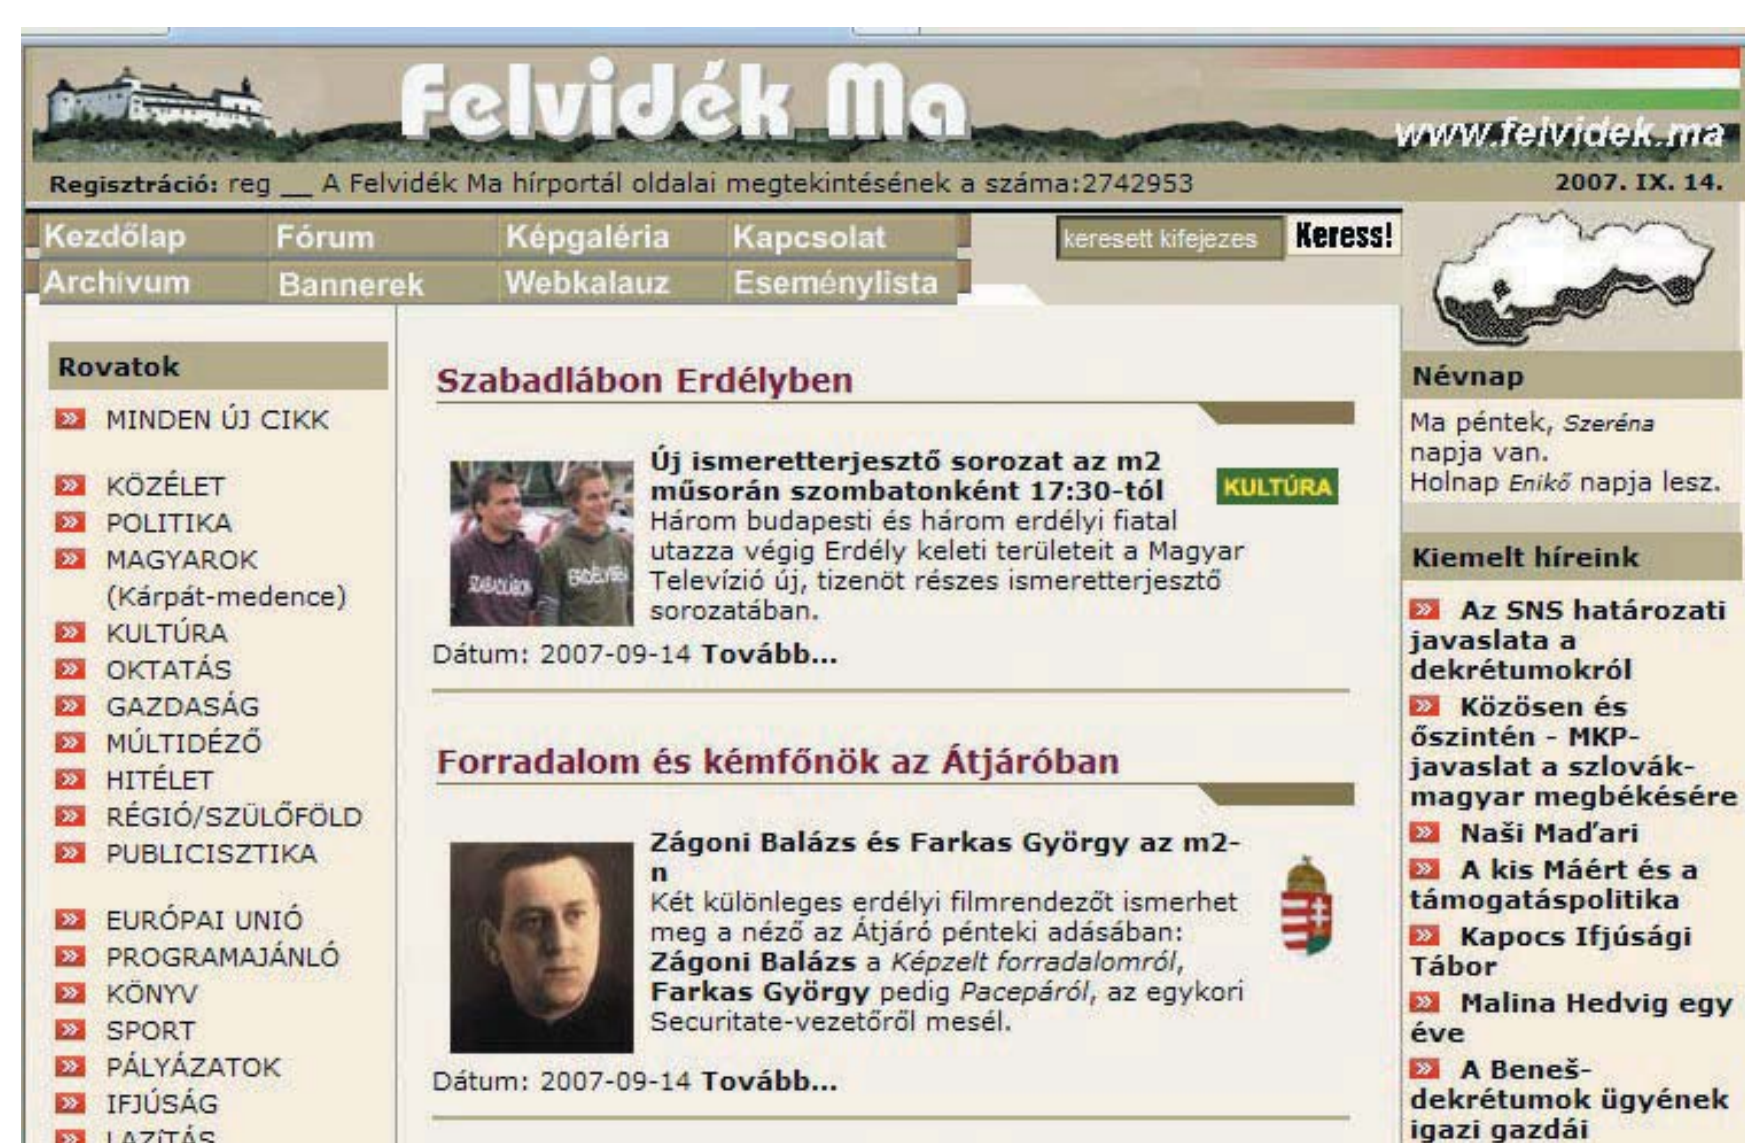 Felvidék Ma
www.felvidek.ma
Regisztráció: reg __ A Felvidék Ma hírportál oldalai megtekintésének a száma:2742953
2007. IX. 14.
Kezdőlap Fórum Képgaléria Kapcsolat
Archívum Bannerek Webkalauz Eseménylista
keresett kifejezes Keress!
Rovatok
MINDEN ÚJ CIKK
KÖZÉLET
POLITIKA
MAGYAROK
(Kárpát-medence)
KULTÚRA
OKTATÁS
GAZDASÁG
MÚLTIDÉZŐ
HITÉLET
RÉGIÓ/SZÜLŐFÖLD
PUBLICISZTIKA
EURÓPAI UNIÓ
PROGRAMAJÁNLÓ
KÖNYV
SPORT
PÁLYÁZATOK
IFJÚSÁG
LAZÍTÁS
Szabadlábon Erdélyben
Új ismeretterjesztő sorozat az m2
műsorán szombatonként 17:30-tól
Három budapesti és három erdélyi fiatal
utazza végig Erdély keleti területeit a Magyar
Televízió új, tizenöt részes ismeretterjesztő
sorozatában.
KULTÚRA
SZABADLÁBON
ERDÉLYBEN
Dátum: 2007-09-14 Tovább...
Forradalom és kémfőnök az Átjáróban
Zágoni Balázs és Farkas György az m2-
n
Két különleges erdélyi filmrendezőt ismerhet
meg a néző az Átjáró pénteki adásában:
Zágoni Balázs a Képzelt forradalomról,
Farkas György pedig Pacepáról, az egykori
Securitate-vezetőről mesél.
Dátum: 2007-09-14 Tovább...
Névnap
Ma péntek, Szeréna
napja van.
Holnap Enikő napja lesz.
Kiemelt híreink
Az SNS határozati
javaslata a
dekrétumokról
Közösen és
őszintén - MKP-
javaslat a szlovák-
magyar megbékésére
Naši Maďari
A kis Máért és a
támogatáspolitika
Kapocs Ifjúsági
Tábor
Malina Hedvig egy
éve
A Beneš-
dekrétumok ügyének
igazi gazdái